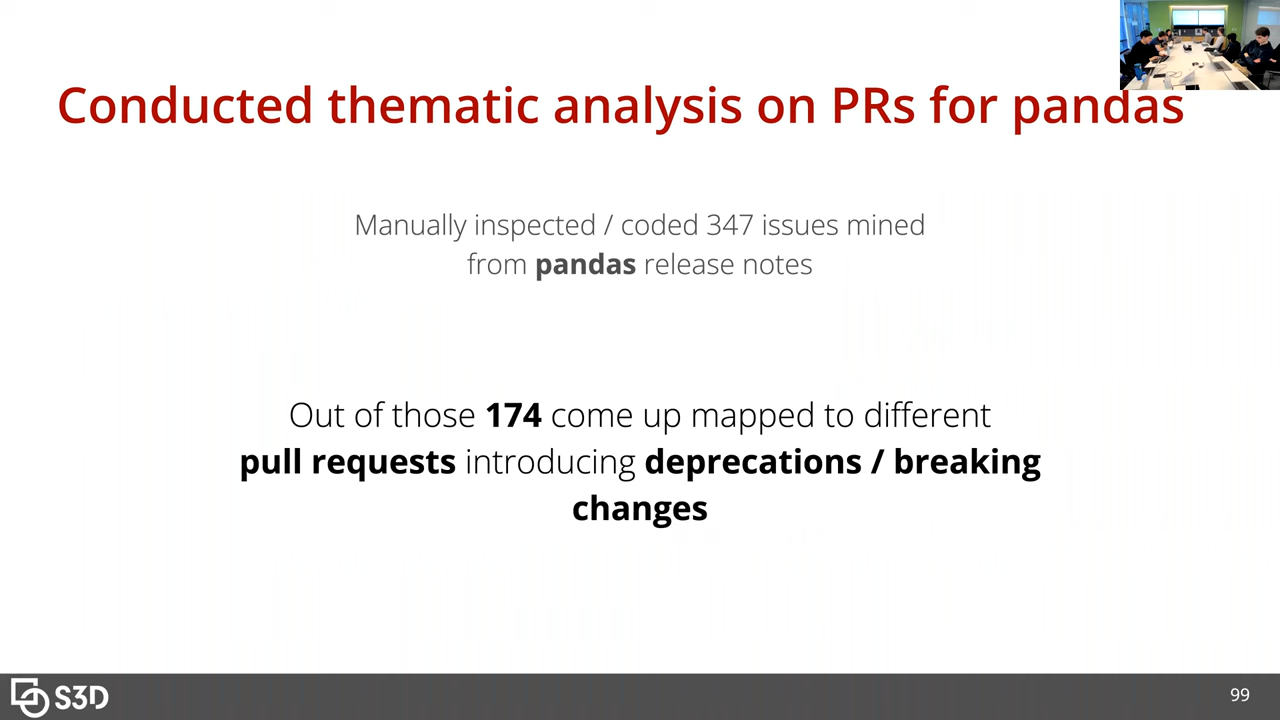 Conducted thematic analysis on PRs for pandas
Manually inspected / coded 347 issues mined
from pandas release notes
Out of those 174 come up mapped to different
pull requests introducing deprecations / breaking
changes
S3D
99